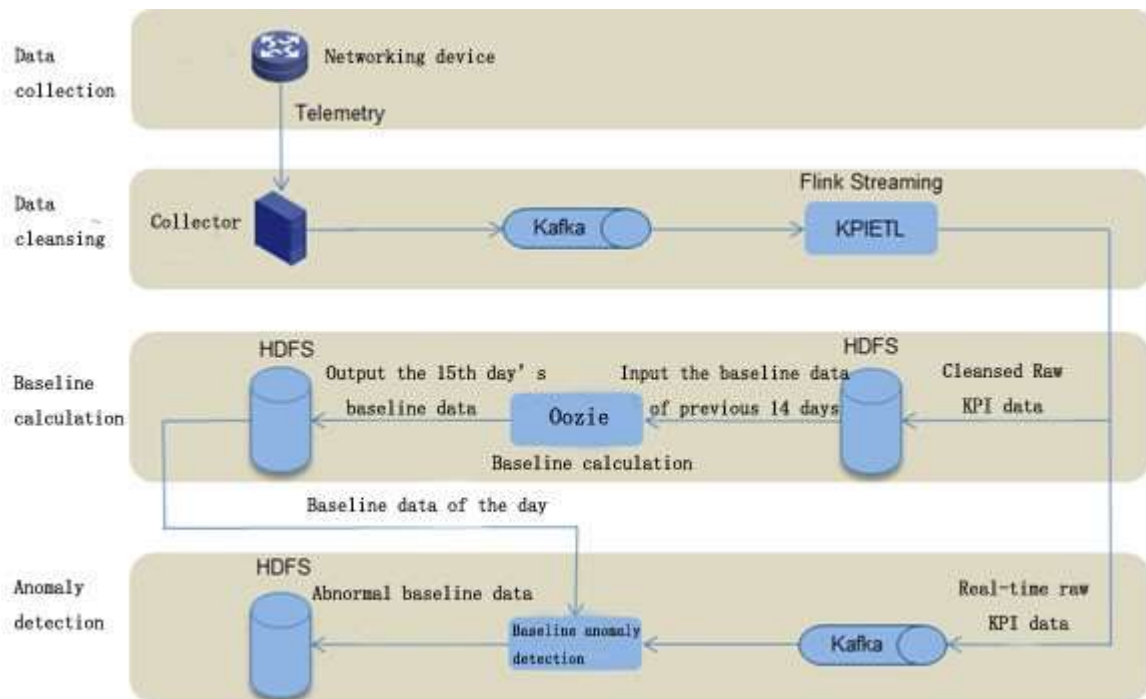 Data
collection
Networking device
Telemetry
Data
cleansing
Collector
Kafka
Flink Streaming
KPIETL
Baseline
calculation
HDFS
Output the 15th day's
baseline data
Oozie
Baseline calculation
Input the baseline data
of previous 14 days
HDFS
Cleansed Raw
KPI data
Baseline data of the day
Anomaly
detection
HDFS
Abnormal baseline data
Baseline anomaly
detection
Kafka
Real-time raw
KPI data